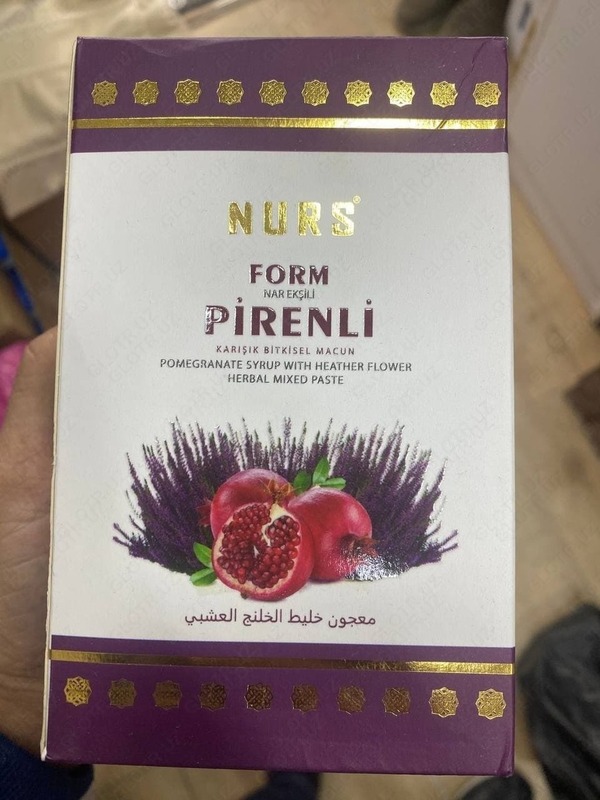 NURS®
FORM
NAR EKŞİLİ
PİRENLİ
KARIŞIK BİTKİSEL MACUN
POMEGRANATE SYRUP WITH HEATHER FLOWER
HERBAL MIXED PASTE
معجون خليط الخلنج العشبي